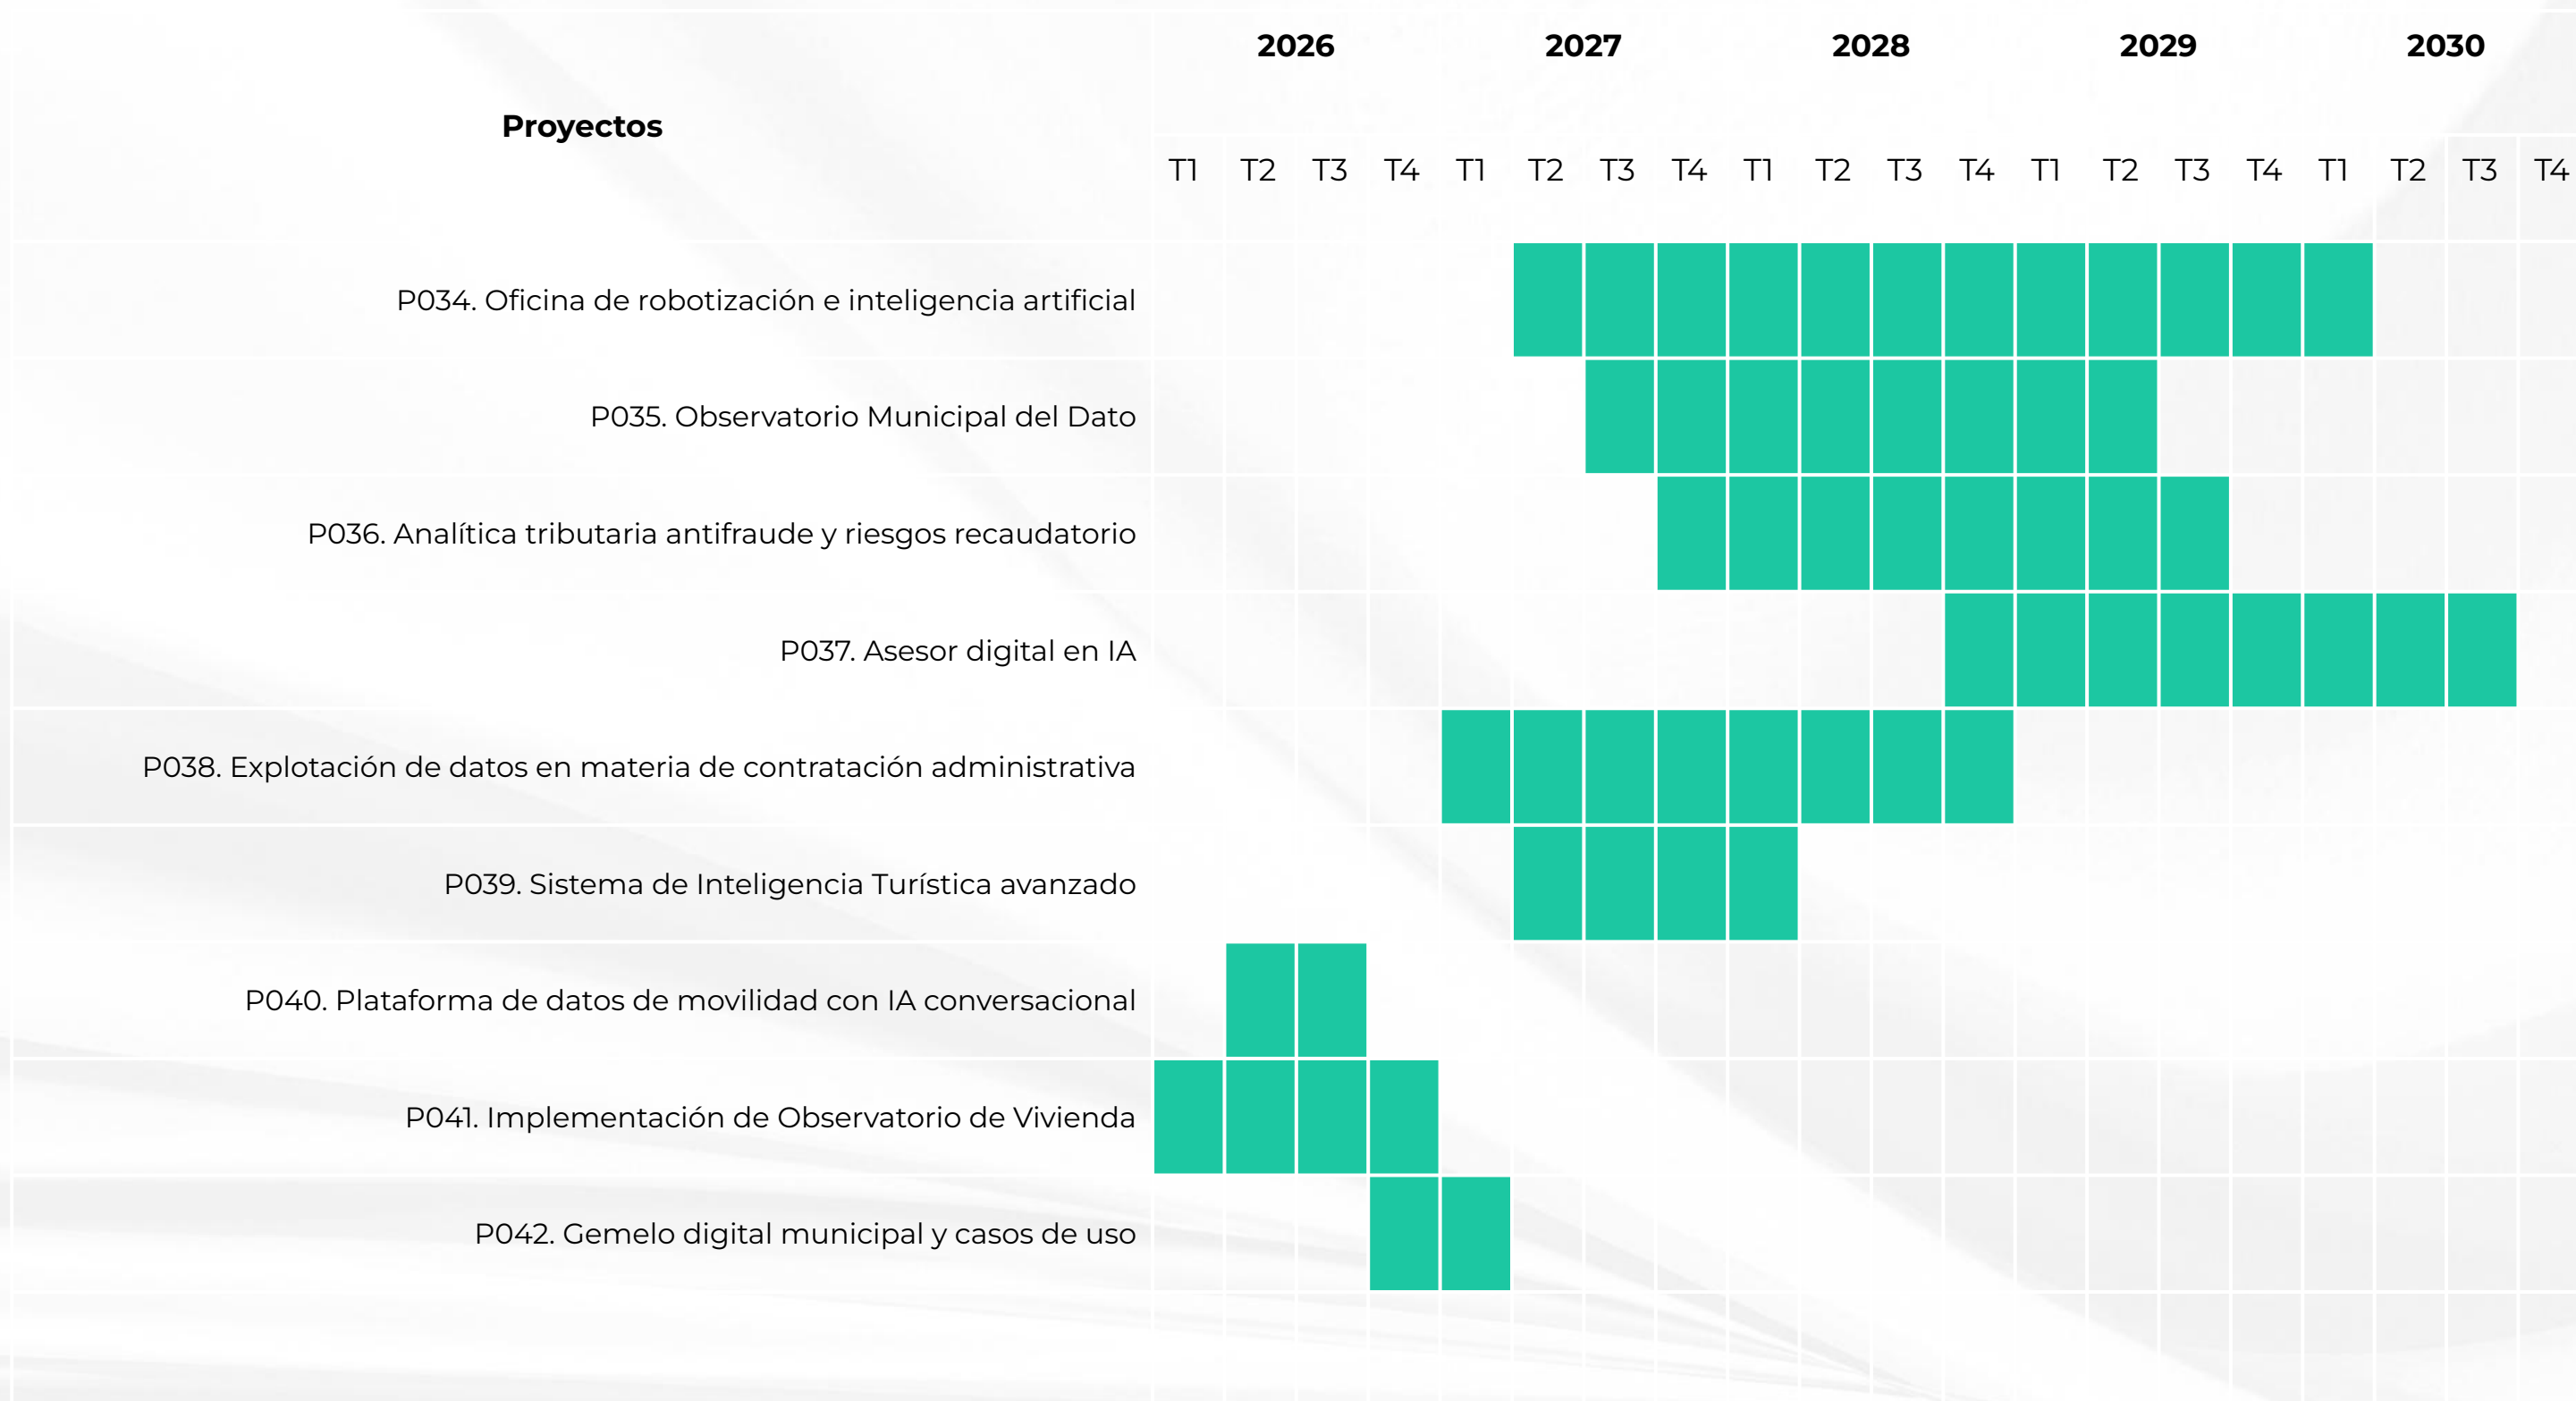 2026 2027 2028 2029 2030
Proyectos
T1 T2 T3 T4 T1 T2 T3 T4 T1 T2 T3 T4 T1 T2 T3 T4 T1 T2 T3 T4
P034. Oficina de robotización e inteligencia artificial
P035. Observatorio Municipal del Dato
P036. Analítica tributaria antifraude y riesgos recaudatorio
P037. Asesor digital en IA
P038. Explotación de datos en materia de contratación administrativa
P039. Sistema de Inteligencia Turística avanzado
P040. Plataforma de datos de movilidad con IA conversacional
P041. Implementación de Observatorio de Vivienda
P042. Gemelo digital municipal y casos de uso